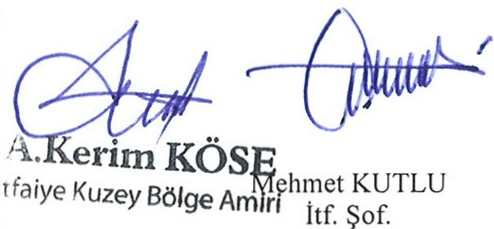 A.Kerim KÖSE
tfaiye Kuzey Bölge Amiri
Mehmet KUTLU
İtf. Şof.